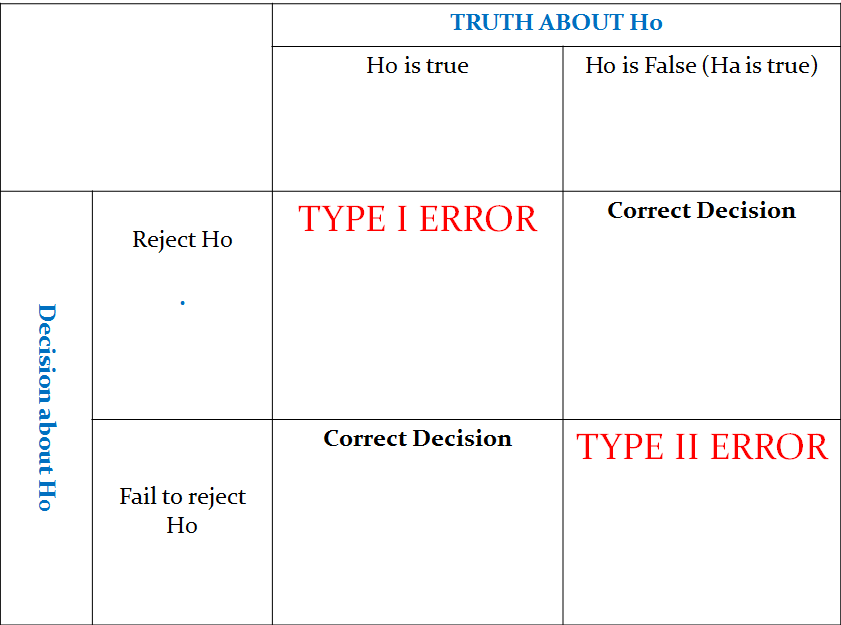 TRUTH ABOUT Ho
Ho is true
Ho is False (Ha is true)
Decision about Ho
Reject Ho
.
TYPE I ERROR
Correct Decision
Fail to reject
Ho
Correct Decision
TYPE II ERROR